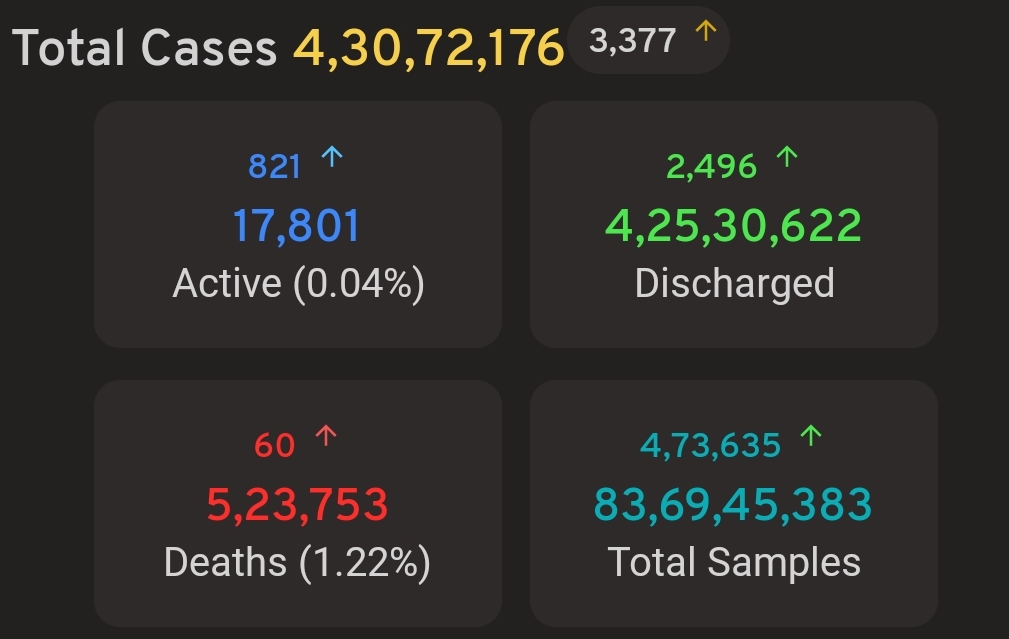 Total Cases 4,30,72,176 3,377 ↑
821 ↑
17,801
Active (0.04%)
2,496 ↑
4,25,30,622
Discharged
60 ↑
5,23,753
Deaths (1.22%)
4,73,635 ↑
83,69,45,383
Total Samples